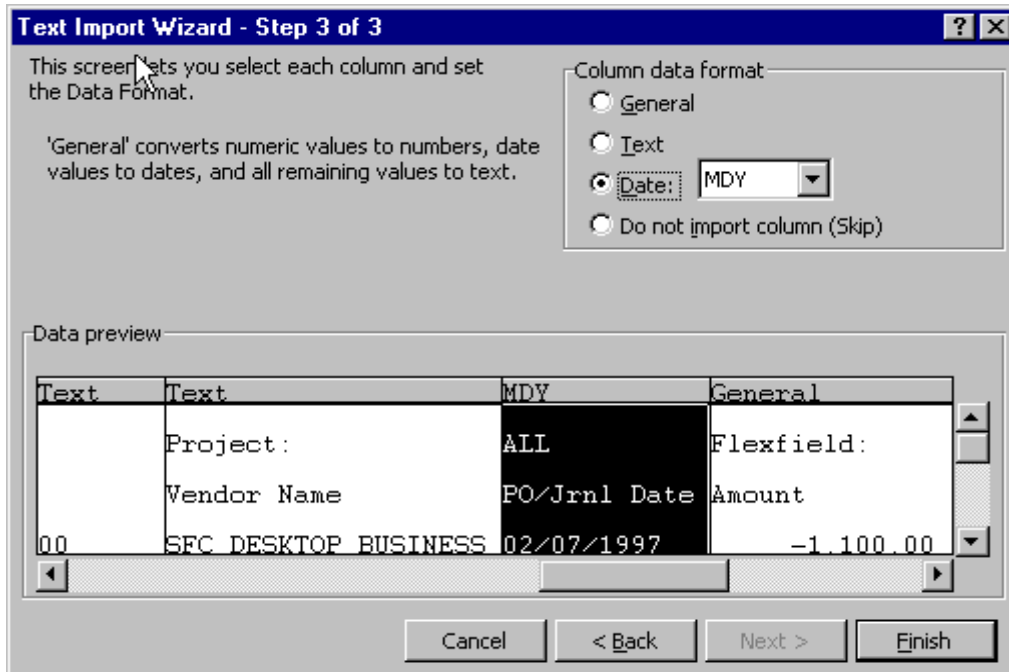 Text Import Wizard - Step 3 of 3
This screen lets you select each column and set
the Data Format.
'General' converts numeric values to numbers, date
values to dates, and all remaining values to text.
Column data format
General
Text
Date: MDY
Do not import column (Skip)
Data preview
Text Text MDY General
Project: ALL Flexfield:
Vendor Name PO/Jrnl Date Amount
00 SFC DESKTOP BUSINESS 02/07/1997 -1,100.00
Cancel < Back Next > Finish